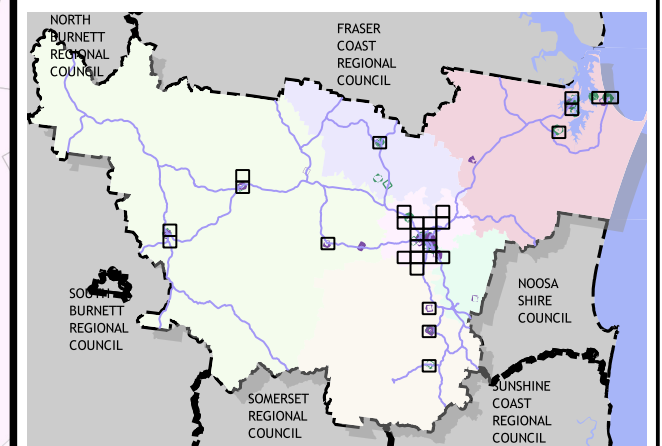 NORTH
BURNETT
REGIONAL
COUNCIL
FRASER
COAST
REGIONAL
COUNCIL
SOUTH
BURNETT
REGIONAL
COUNCIL
NOOSA
SHIRE
COUNCIL
SOMERSET
REGIONAL
COUNCIL
SUNSHINE
COAST
REGIONAL
COUNCIL